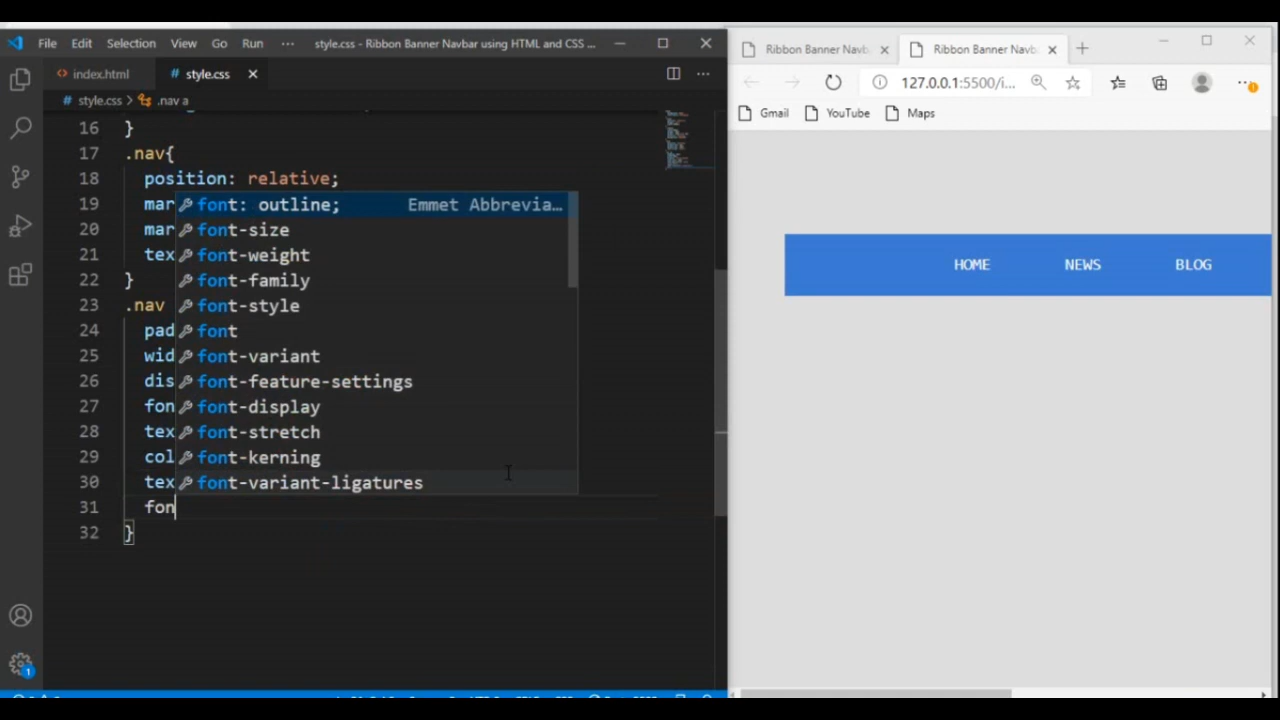 File Edit Selection View Go Run ··· style.css - Ribbon Banner Navbar using HTML and CSS ...
index.html style.css
style.css > .nav a
16 }
17 .nav{
18 position: relative;
19 mar
20 mar
21 tex
22 }
23 .nav
24 pad
25 wid
26 dis
27 fon
28 tex
29 col
30 tex
31 fon
32 }
font: outline; Emmet Abbrevia...
font-size
font-weight
font-family
font-style
font
font-variant
font-feature-settings
font-display
font-stretch
font-kerning
font-variant-ligatures
1
Ribbon Banner Navb Ribbon Banner Navb
127.0.0.1:5500/i...
Gmail YouTube Maps
HOME NEWS BLOG